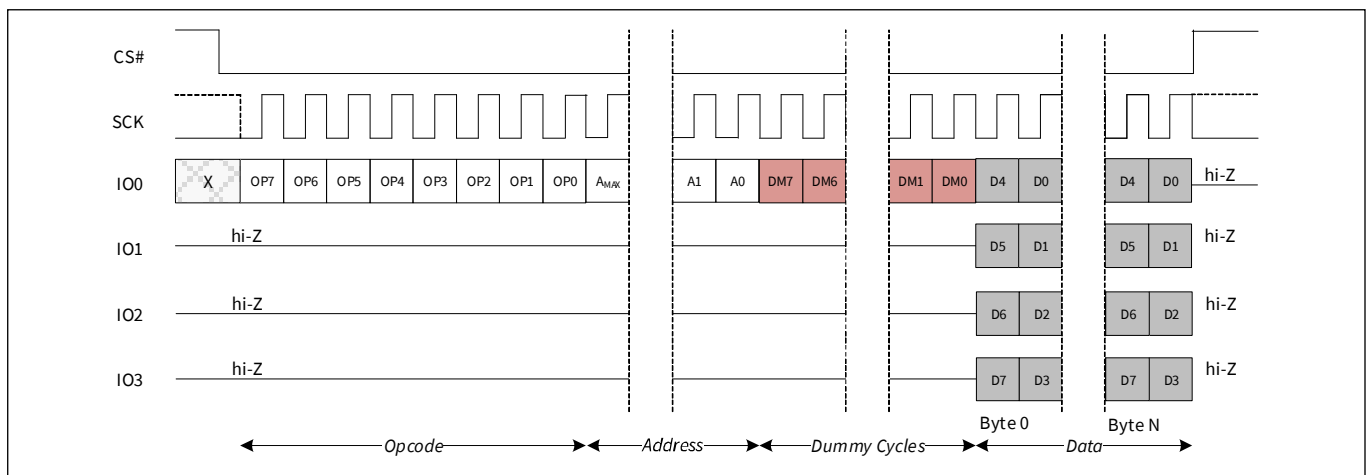 CS#
SCK
IO0 X OP7 OP6 OP5 OP4 OP3 OP2 OP1 OP0 AMAX A1 A0 DM7 DM6 DM1 DM0 D4 D0 D4 D0 hi-Z
IO1 hi-Z D5 D1 D5 D1 hi-Z
IO2 hi-Z D6 D2 D6 D2 hi-Z
IO3 hi-Z D7 D3 D7 D3 hi-Z
Byte 0 Byte N
Opcode Address Dummy Cycles Data